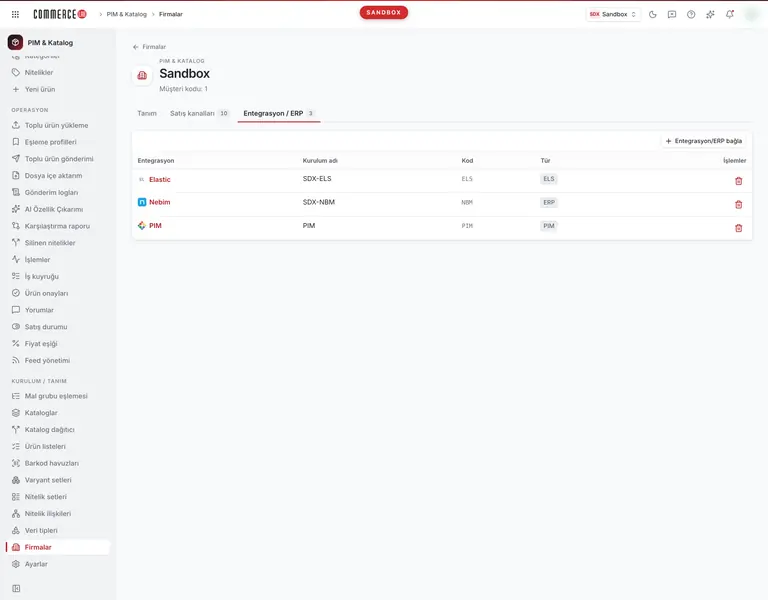 COMMERCE
PIM & Katalog
Firmalar
SANDBOX
SDX Sandbox
PIM & Katalog
Kategoriler
Nitelikler
Yeni ürün
OPERASYON
Toplu ürün yükleme
Eşleme profilleri
Toplu ürün gönderimi
Dosya içe aktarım
Gönderim logları
AI Özellik Çıkarımı
Karşılaştırma raporu
Silinen nitelikler
İşlemler
İş kuyruğu
Ürün onayları
Yorumlar
Satış durumu
Fiyat eşiği
Feed yönetimi
KURULUM / TANIM
Mal grubu eşlemesi
Kataloglar
Katalog dağıtıcı
Ürün listeleri
Barkod havuzları
Varyant setleri
Nitelik setleri
Nitelik ilişkileri
Veri tipleri
Firmalar
Ayarlar
Firmalar
PIM & KATALOG
Sandbox
Müşteri kodu: 1
Tanım Satış kanalları 10 Entegrasyon / ERP 3
Entegrasyon/ERP bağla
Entegrasyon Kurulum adı Kod Tür İşlemler
Elastic SDX-ELS ELS ELS
Nebim SDX-NBM NBM ERP
PIM PIM PIM PIM